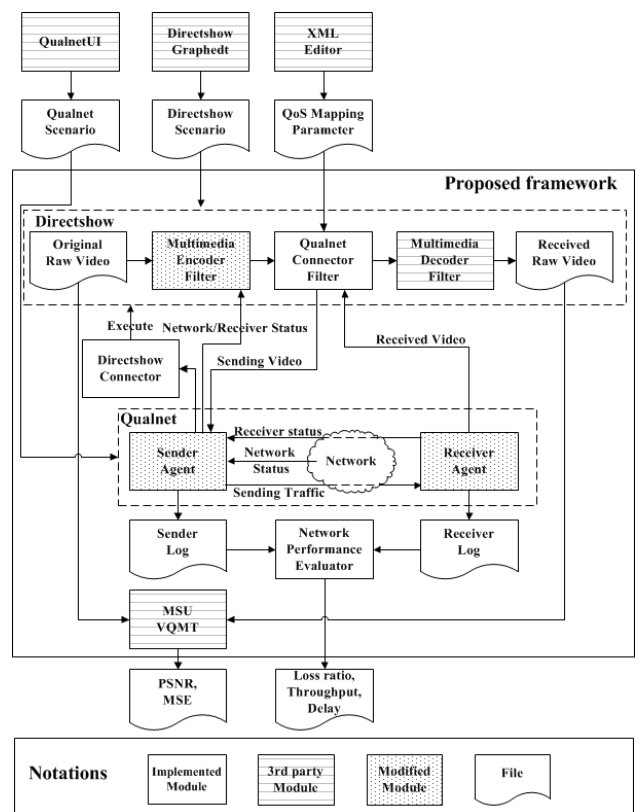 QualnetUI
Directshow
Graphedt
XML
Editor
Qualnet
Scenario
Directshow
Scenario
QoS Mapping
Parameter
Proposed framework
Directshow
Original
Raw Video
Multimedia
Encoder
Filter
Qualnet
Connector
Filter
Multimedia
Decoder
Filter
Received
Raw Video
Execute
Network/Receiver Status
Received Video
Sending Video
Directshow
Connector
Qualnet
Receiver status
Sender
Agent
Network
Status
Network
Receiver
Agent
Sending Traffic
Sender
Log
Network
Performance
Evaluator
Receiver
Log
MSU
VQMT
PSNR,
MSE
Loss ratio,
Throughput,
Delay
Notations
Implemented
Module
3rd party
Module
Modified
Module
File